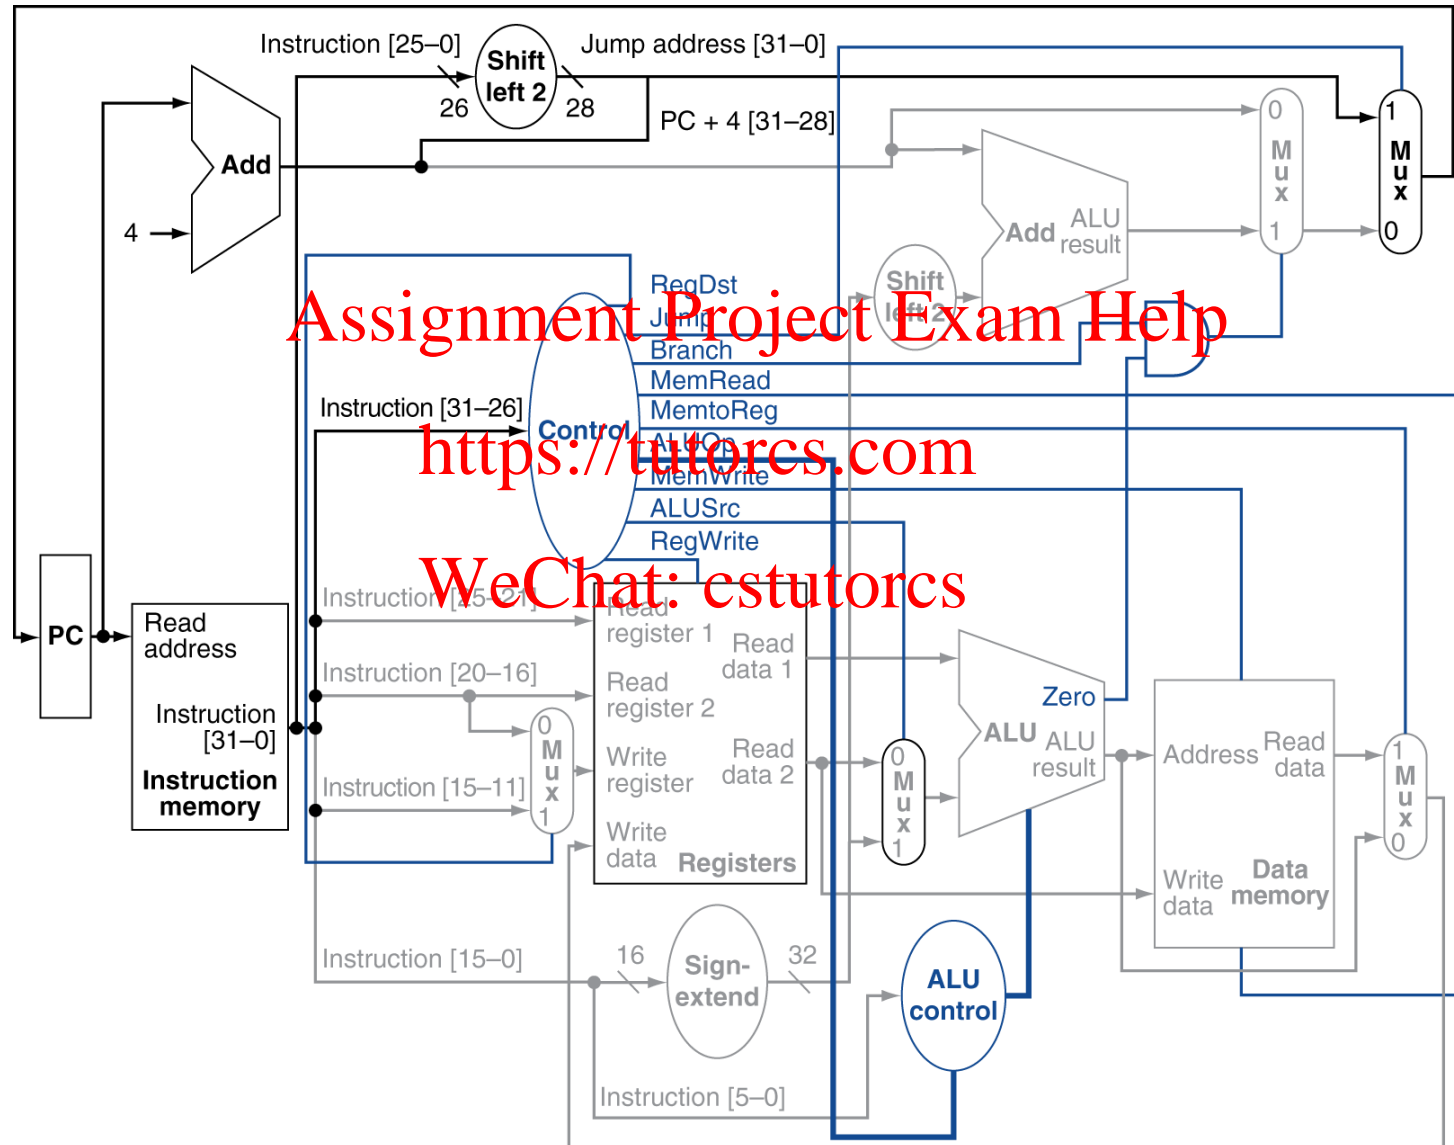 Instruction [25–0]
Shift
left 2
Jump address [31–0]
26
28
PC + 4 [31–28]
Add
4
0
M
u
x
1
1
M
u
x
0
Add
ALU
result
Shift
left 2
RegDst
Jump
Branch
MemRead
MemtoReg
ALUOp
MemWrite
ALUSrc
RegWrite
Assignment Project Exam Help
Instruction [31–26]
Control
https://tutorcs.com
WeChat: cstutorcs
PC
Read
address
Instruction
[31–0]
Instruction
memory
Instruction [25–21]
Instruction [20–16]
Instruction [15–11]
0
M
u
x
1
Read
register 1
Read
register 2
Write
register
Write
data
Read
data 1
Read
data 2
Registers
0
M
u
x
1
Zero
ALU
ALU
result
Address
Read
data
Write
data
Data
memory
1
M
u
x
0
Instruction [15–0]
16
Sign-
extend
32
ALU
control
Instruction [5–0]